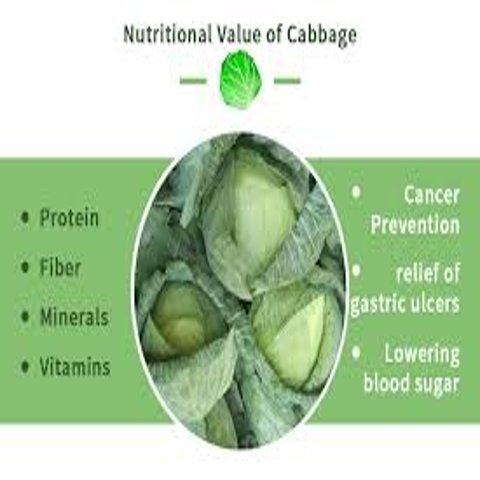 Nutritional Value of Cabbage
• Protein
• Fiber
• Minerals
• Vitamins
• Cancer
Prevention
• relief of
gastric ulcers
• Lowering
blood sugar